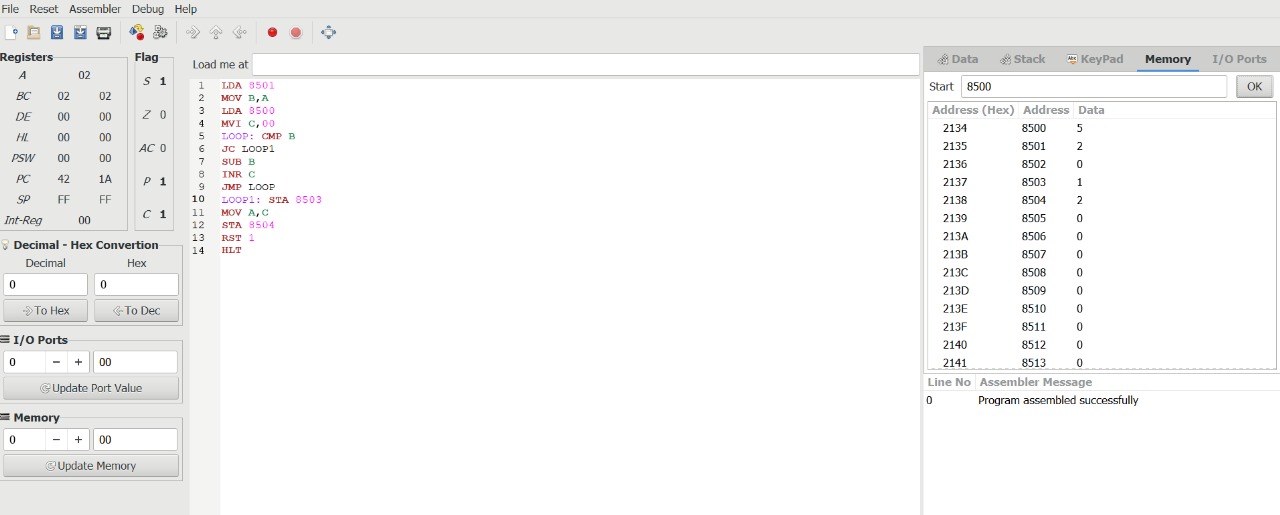 File Reset Assembler Debug Help
Registers
A 02
BC 02 02
DE 00 00
HL 00 00
PSW 00 00
PC 42 1A
SP FF FF
Int-Reg 00
Flag
S 1
Z 0
AC 0
P 1
C 1
Decimal - Hex Convertion
Decimal Hex
0 0
To Hex To Dec
I/O Ports
0 − + 00
Update Port Value
Memory
0 − + 00
Update Memory
Load me at
1 LDA 8501
2 MOV B,A
3 LDA 8500
4 MVI C,00
5 LOOP: CMP B
6 JC LOOP1
7 SUB B
8 INR C
9 JMP LOOP
10 LOOP1: STA 8503
11 MOV A,C
12 STA 8504
13 RST 1
14 HLT
Data Stack KeyPad Memory I/O Ports
Start 8500 OK
Address (Hex) Address Data
2134 8500 5
2135 8501 2
2136 8502 0
2137 8503 1
2138 8504 2
2139 8505 0
213A 8506 0
213B 8507 0
213C 8508 0
213D 8509 0
213E 8510 0
213F 8511 0
2140 8512 0
2141 8513 0
Line No Assembler Message
0 Program assembled successfully